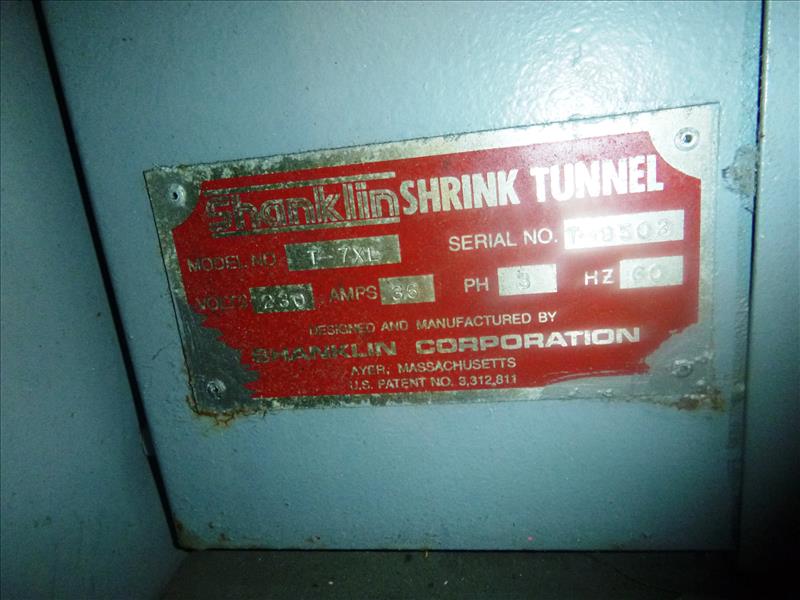 Shanklin SHRINK TUNNEL
MODEL NO. T-7XL SERIAL NO.
VOLTS 230 AMPS 36 PH 3 HZ 60
DESIGNED AND MANUFACTURED BY
SHANKLIN CORPORATION
AYER, MASSACHUSETTS
U.S. PATENT NO. 3,312,811